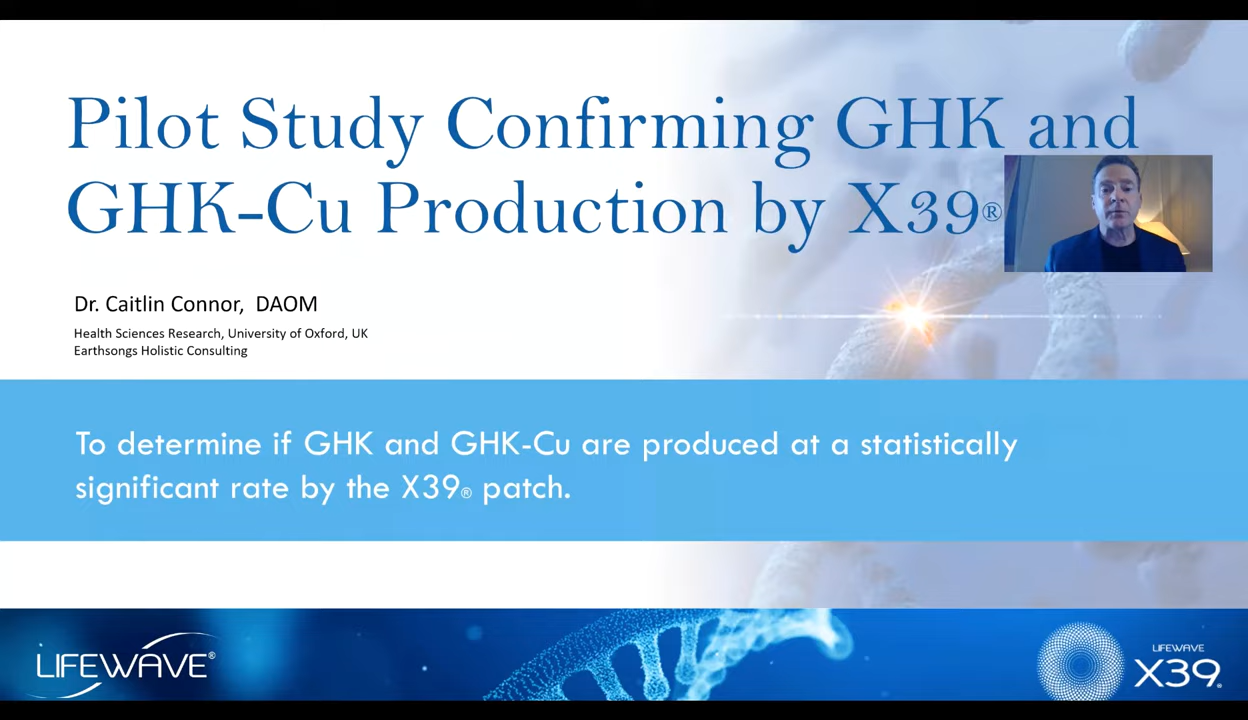 Pilot Study Confirming GHK and
GHK-Cu Production by X39®
Dr. Caitlin Connor, DAOM
Health Sciences Research, University of Oxford, UK
Earthsongs Holistic Consulting
To determine if GHK and GHK-Cu are produced at a statistically
significant rate by the X39® patch.
LIFEWAVE®
LIFEWAVE
X39®